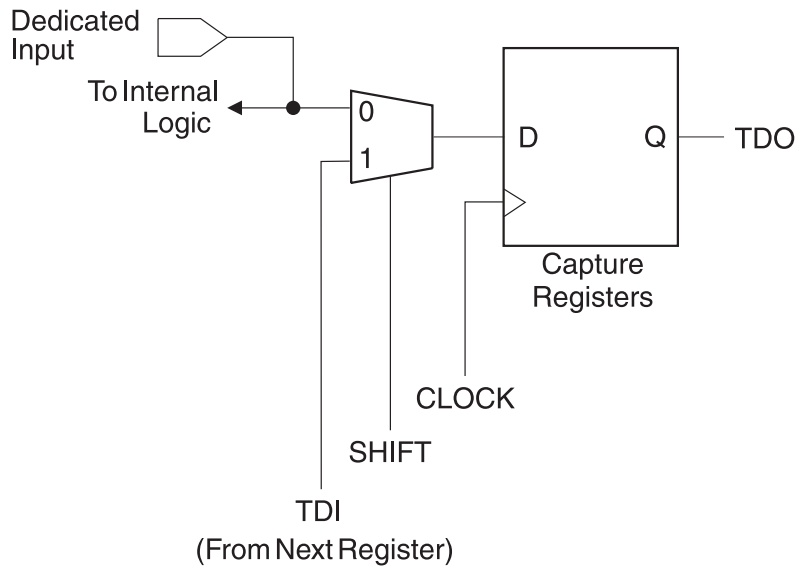 Dedicated
Input
To Internal
Logic
0
1
D
Q
TDO
Capture
Registers
CLOCK
SHIFT
TDI
(From Next Register)